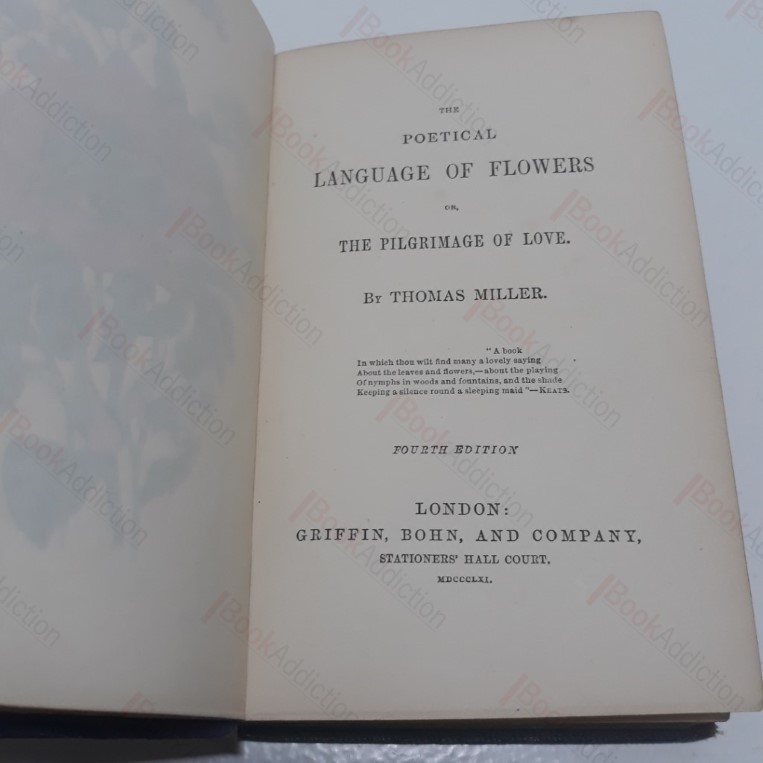 THE
POETICAL
LANGUAGE OF FLOWERS
OR,
THE PILGRIMAGE OF LOVE.
BY THOMAS MILLER.
"A book
In which thou wilt find many a lovely saying
About the leaves and flowers,—about the playing
Of nymphs in woods and fountains, and the shade
Keeping a silence round a sleeping maid"—KEATS.
FOURTH EDITION
LONDON:
GRIFFIN, BOHN, AND COMPANY,
STATIONERS' HALL COURT.
MDCCCLXI.
BookAddiction